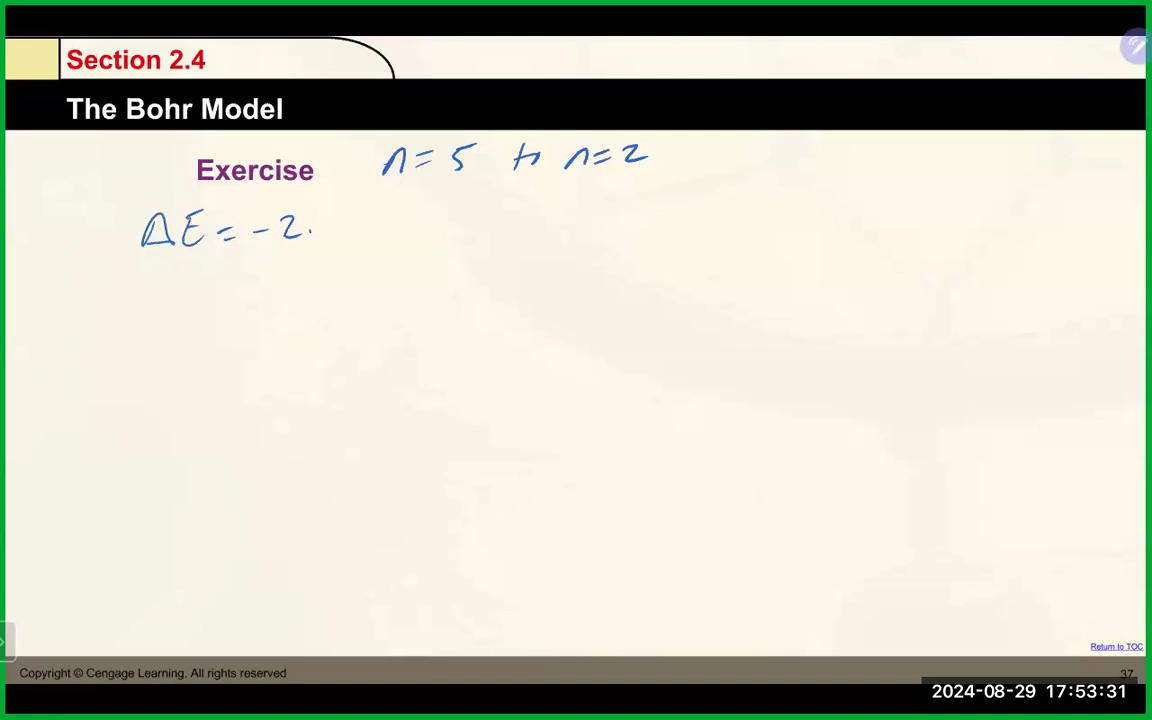 Section 2.4
The Bohr Model
Exercise n = 5 to n = 2
ΔE = -2.
Return to TOC
Copyright © Cengage Learning. All rights reserved
37
2024-08-29 17:53:31